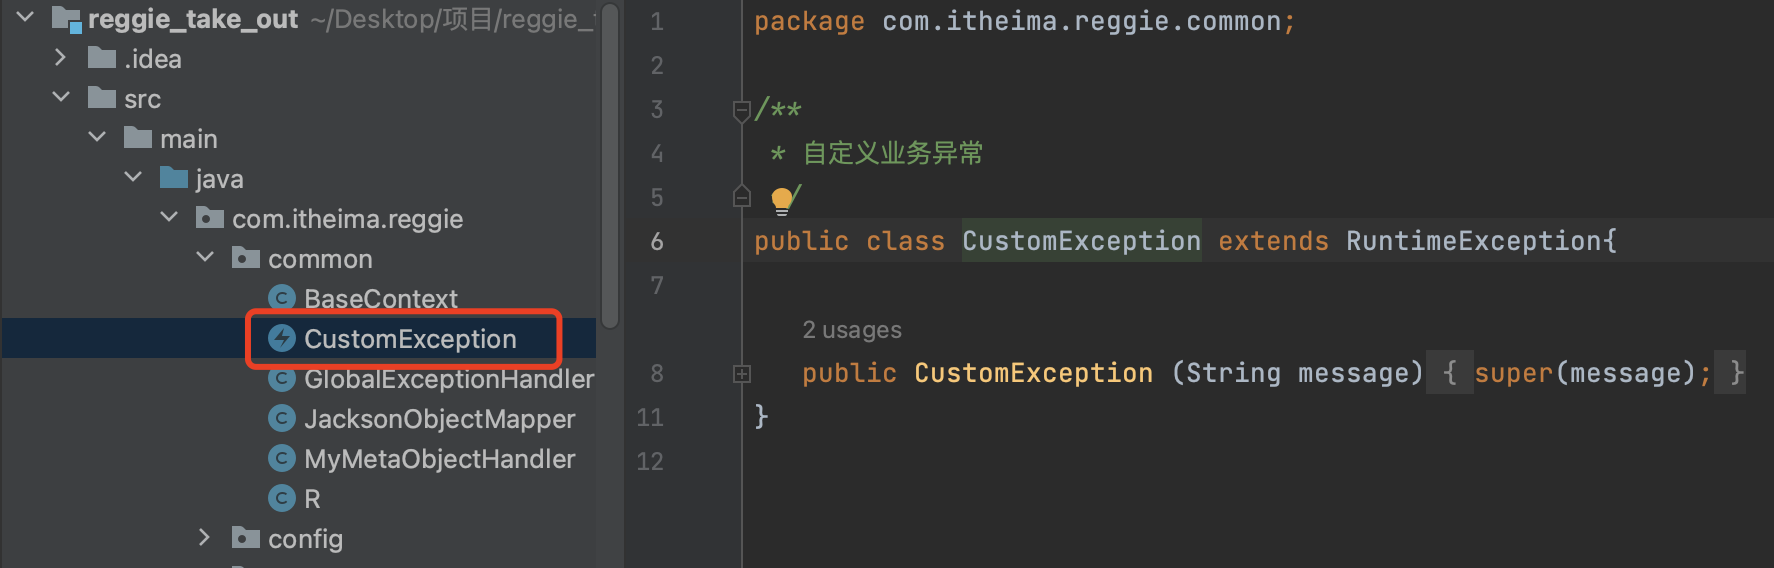 reggie_take_out ~/Desktop/项目/reggie_
.idea
src
main
java
com.itheima.reggie
common
BaseContext
CustomException
GlobalExceptionHandler
JacksonObjectMapper
MyMetaObjectHandler
R
config
1 package com.itheima.reggie.common;
2
3 /**
4 * 自定义业务异常
5 /
6 public class CustomException extends RuntimeException{
7
2 usages
8 public CustomException (String message) { super(message); }
11 }
12